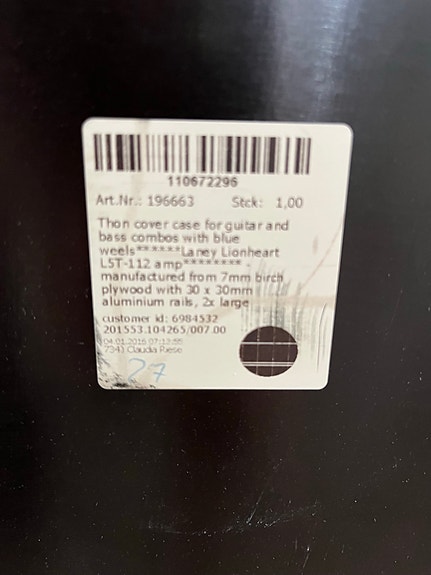 110672296
Art.Nr.: 196663 Stck: 1,00
Thon cover case for guitar and
bass combos with blue
weels******Laney Lionheart
L5T-112 amp******** -
manufactured from 7mm birch
plywood with 30 x 30mm
aluminium rails, 2x large
customer id: 6984532
201553.104265/007.00
04.01.2016 07:12:55
7343 Claudia Riese
27